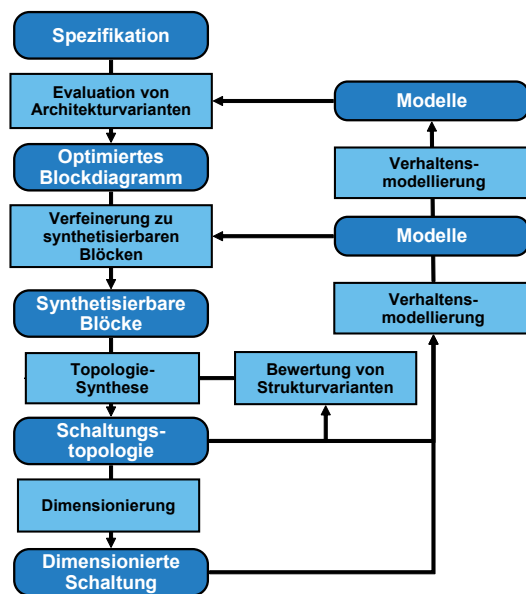 Spezifikation
Evaluation von
Architekturvarianten
Modelle
Optimiertes
Blockdiagramm
Verhaltens-
modellierung
Verfeinerung zu
synthetisierbaren
Blöcken
Modelle
Synthetisierbare
Blöcke
Verhaltens-
modellierung
Topologie-
Synthese
Bewertung von
Strukturvarianten
Schaltungs-
topologie
Dimensionierung
Dimensionierte
Schaltung